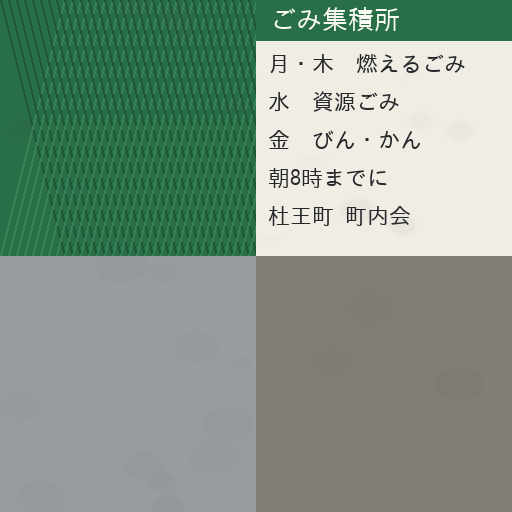 ごみ集積所
月・木　燃えるごみ
水　資源ごみ
金　びん・かん
朝8時までに
杜王町 町内会